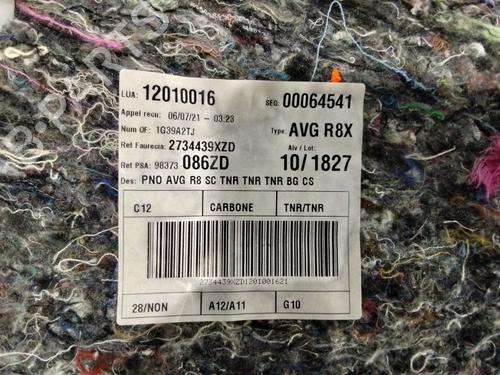 LUA: 12010016 SEQ: 00064541
Appel recu: 06/07/21 - 03:23
Num OF: 1G39A2TJ Type: AVG R8X
Ref Faurecia: 2734439XZD Alv / Lot:
Ref PSA: 98373 086ZD 10/1827
Des: PNO AVG R8 SC TNR TNR TNR BG CS
C12 CARBONE TNR/TNR
2734439XZD1201001621
28/NON A12/A11 G10